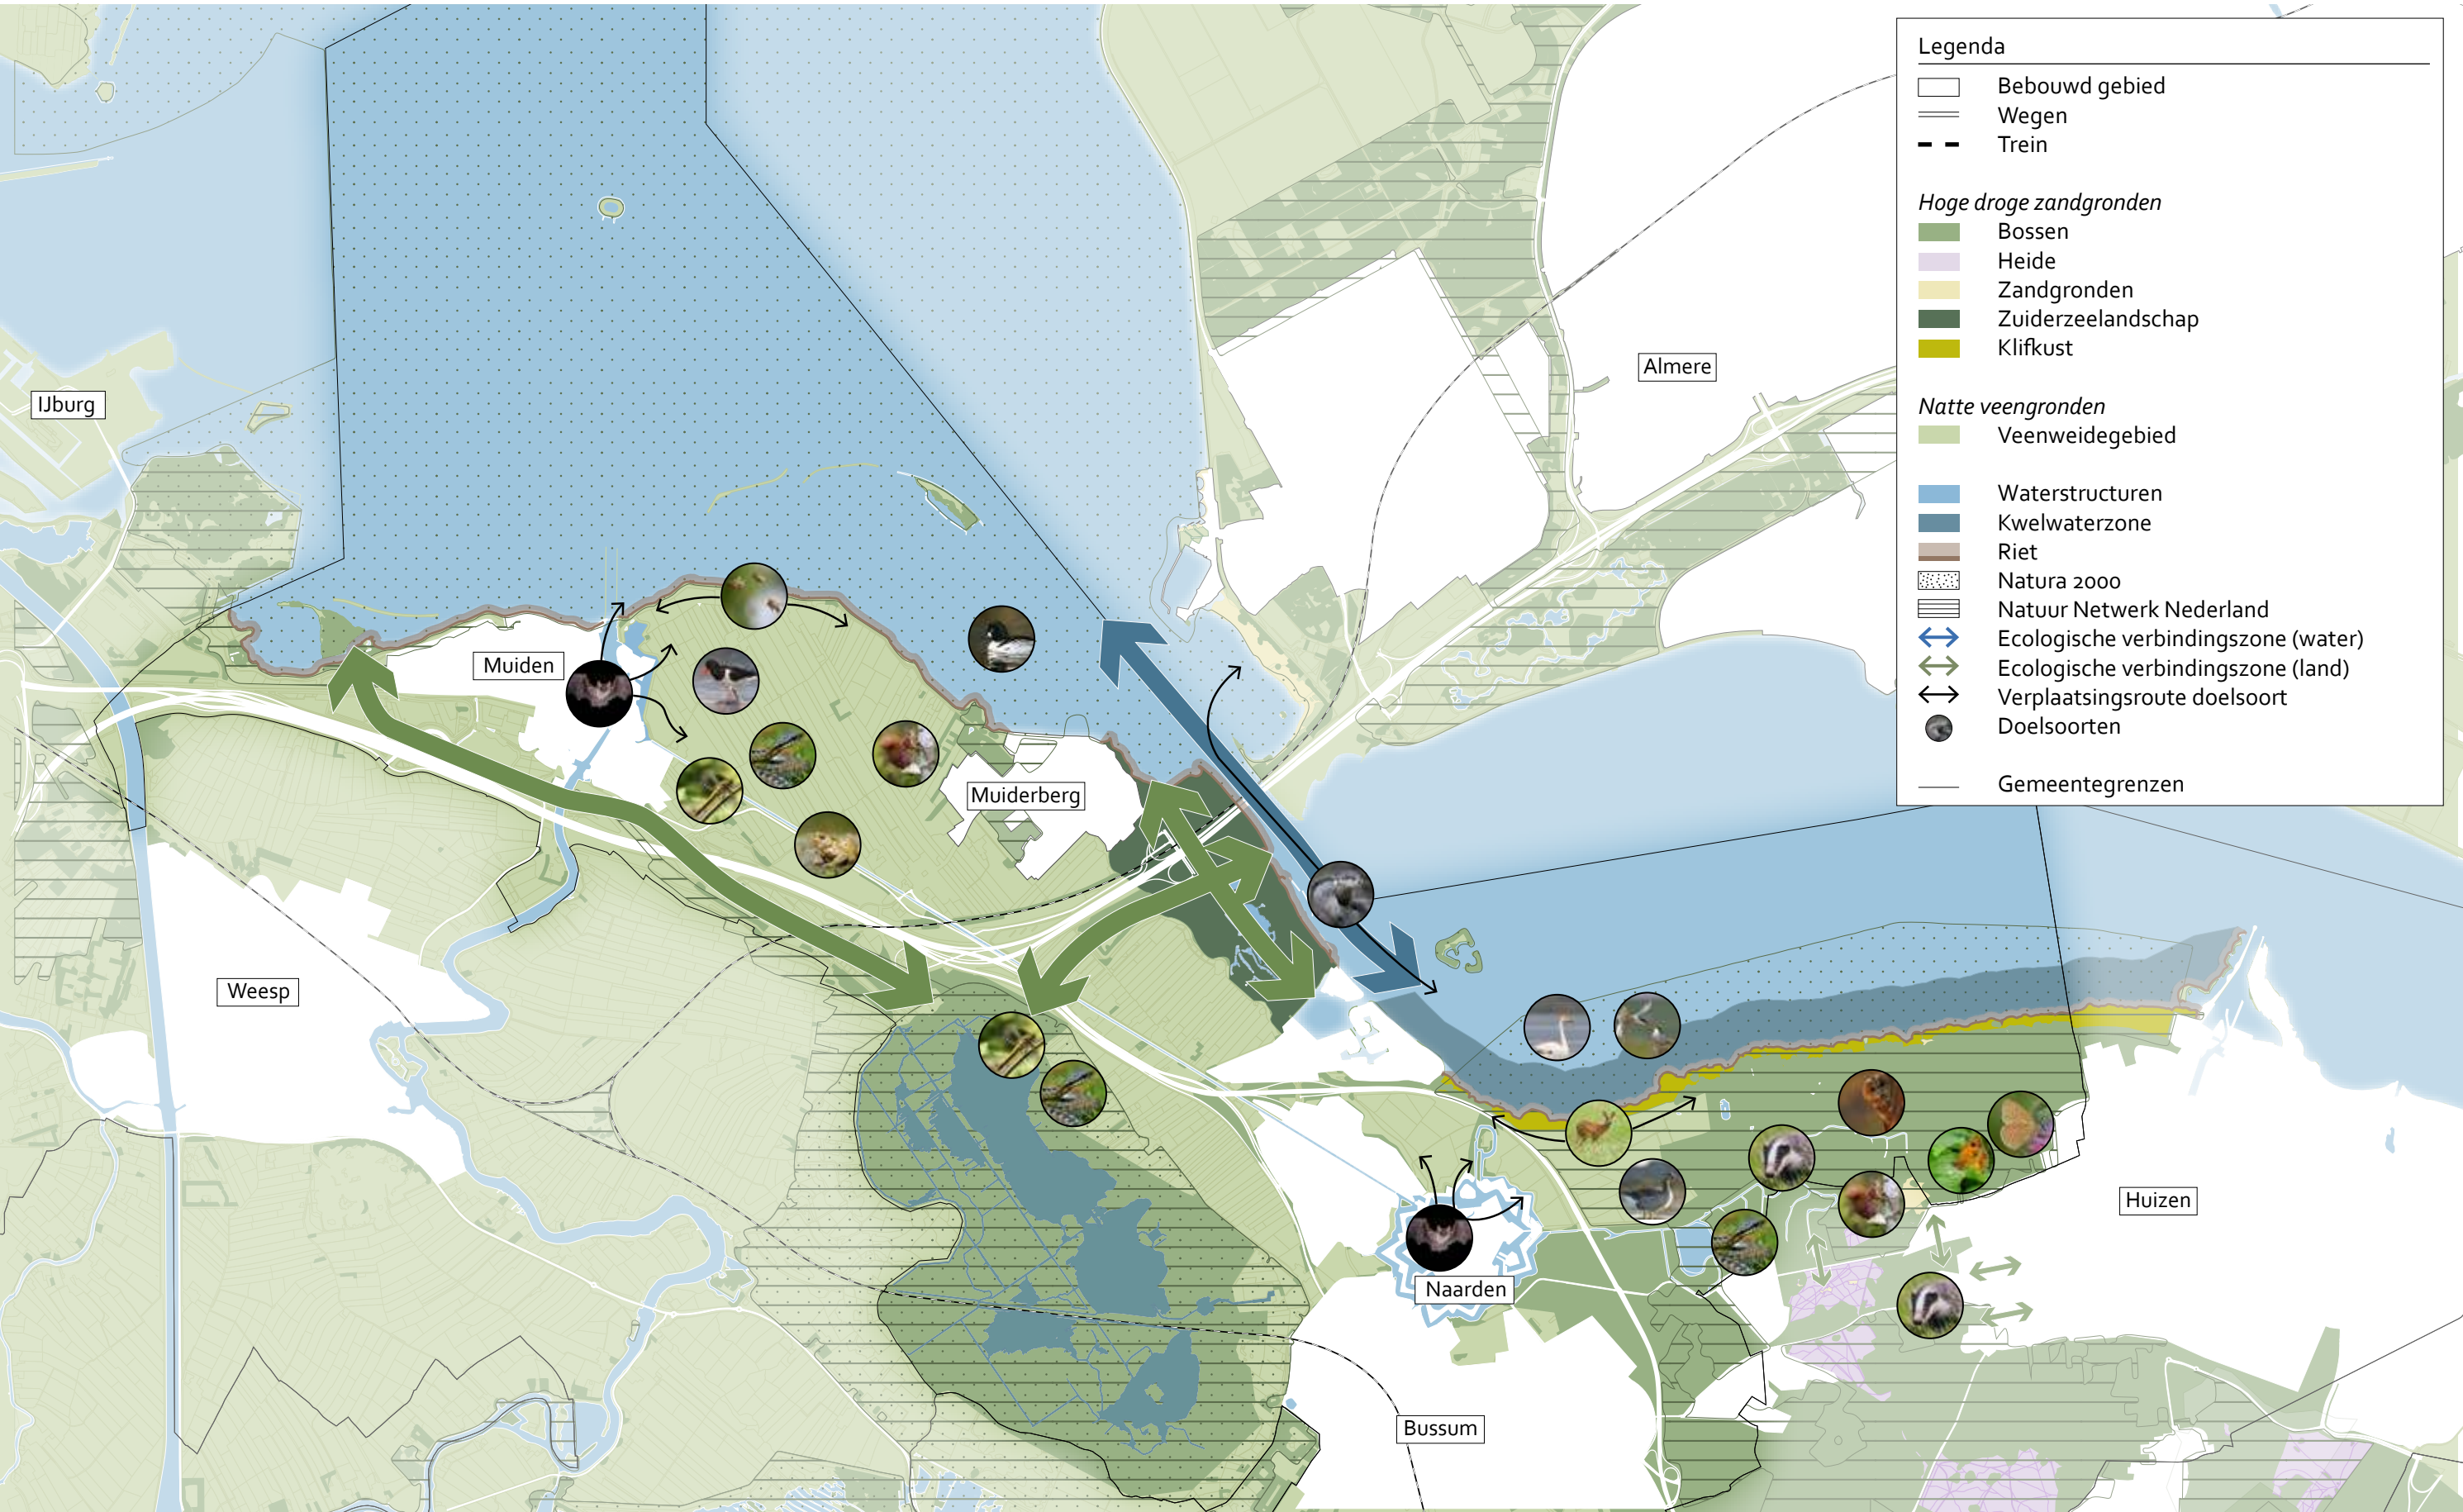 Legenda
Bebouwd gebied
Wegen
Trein
Hoge droge zandgronden
Bossen
Heide
Zandgronden
Zuiderzeelandschap
Klifkust
Natte veengronden
Veenweidegebied
Waterstructuren
Kwelwaterzone
Riet
Natura 2000
Natuur Netwerk Nederland
Ecologische verbindingszone (water)
Ecologische verbindingszone (land)
Verplaatsingsroute doelsoort
Doelsoorten
Gemeentegrenzen
Almere
IJburg
Muiden
Muiderberg
Weesp
Huizen
Naarden
Bussum